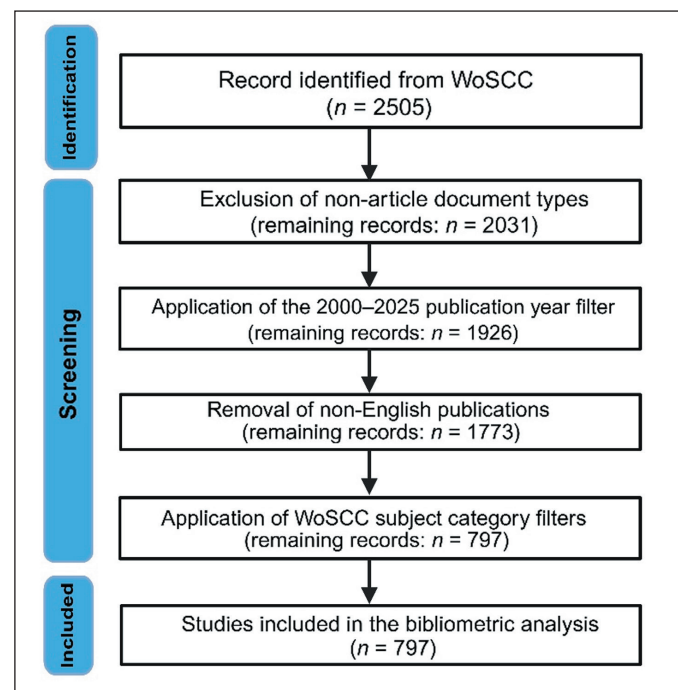 Identification
Record identified from WoSCC
(n = 2505)
Screening
Exclusion of non-article document types
(remaining records: n = 2031)
Application of the 2000–2025 publication year filter
(remaining records: n = 1926)
Removal of non-English publications
(remaining records: n = 1773)
Application of WoSCC subject category filters
(remaining records: n = 797)
Included
Studies included in the bibliometric analysis
(n = 797)